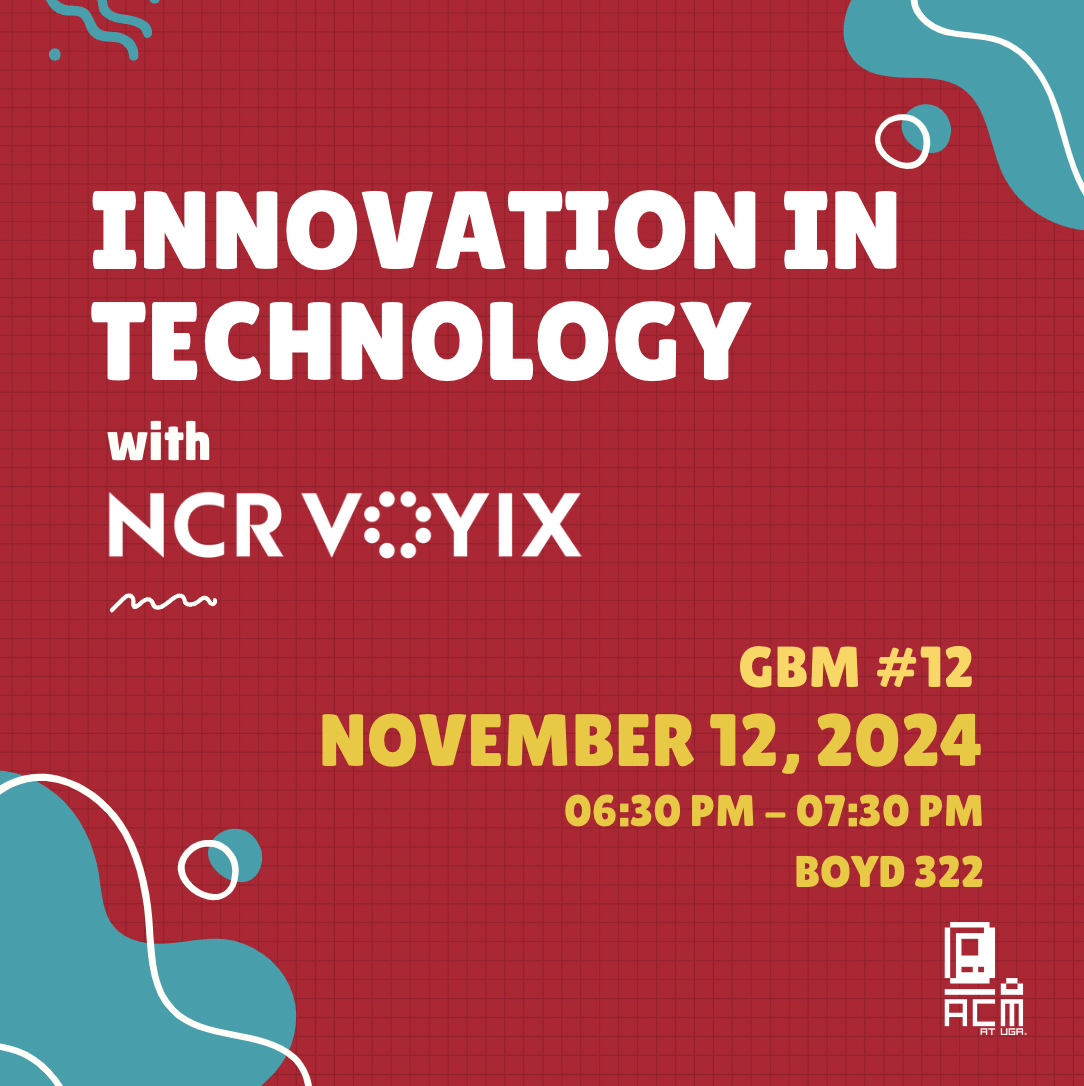 INNOVATION IN
TECHNOLOGY
with
NCR VOYIX
GBM #12
NOVEMBER 12, 2024
06:30 PM – 07:30 PM
BOYD 322
ACM
AT UGA.